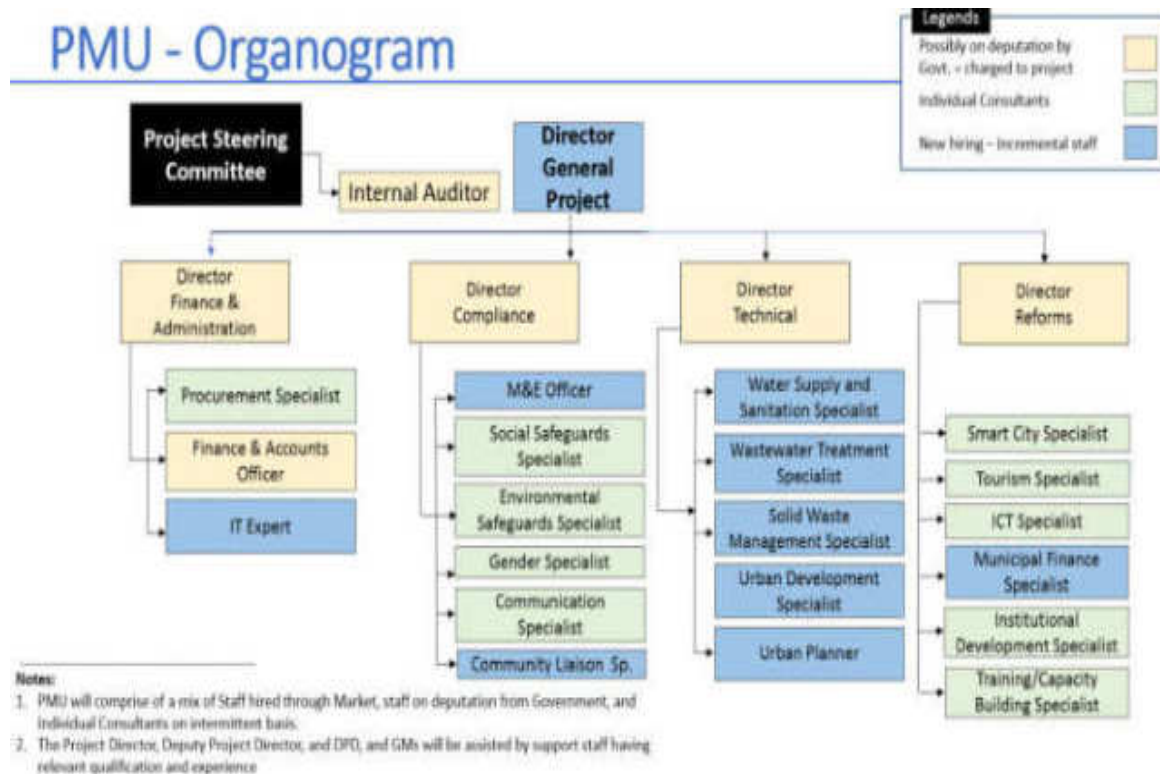 PMU - Organogram
Legends
Possibly on deputation by
Govt. – charged to project
Individual Consultants
New hiring – Incremental staff
Project Steering
Committee
Internal Auditor
Director
General
Project
Director
Finance &
Administration
Director
Compliance
Director
Technical
Director
Reforms
Procurement Specialist
Finance & Accounts
Officer
IT Expert
M&E Officer
Social Safeguards
Specialist
Environmental
Safeguards Specialist
Gender Specialist
Communication
Specialist
Community Liaison Sp.
Water Supply and
Sanitation Specialist
Wastewater Treatment
Specialist
Solid Waste
Management Specialist
Urban Development
Specialist
Urban Planner
Smart City Specialist
Tourism Specialist
ICT Specialist
Municipal Finance
Specialist
Institutional
Development Specialist
Training/Capacity
Building Specialist
Notes:
1. PMU will comprise of a mix of Staff hired through Market, staff on deputation from Government, and
Individual Consultants on intermittent basis.
2. The Project Director, Deputy Project Director, and DPD, and GMs will be assisted by support staff having
relevant qualification and experience